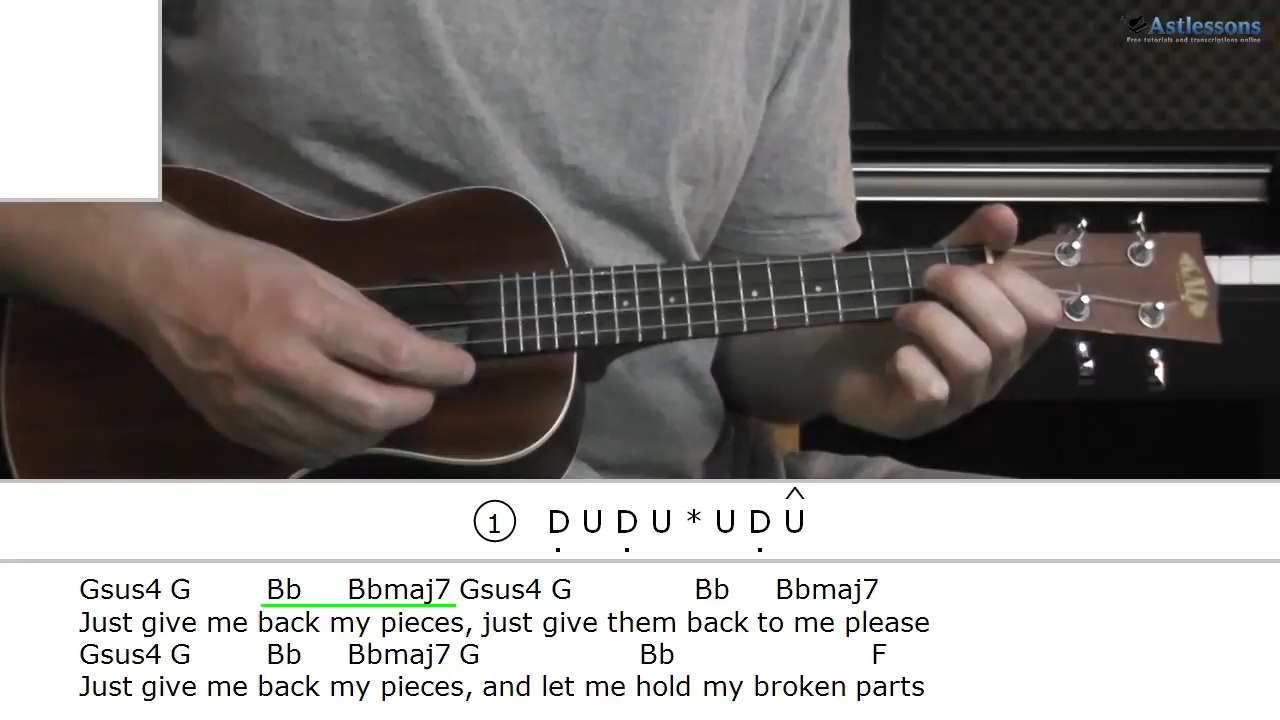 Astlessons
Free tutorials and transcriptions online
KALA
1 D U D U * U D U
Gsus4 G Bb Bbmaj7 Gsus4 G Bb Bbmaj7
Just give me back my pieces, just give them back to me please
Gsus4 G Bb Bbmaj7 G Bb F
Just give me back my pieces, and let me hold my broken parts